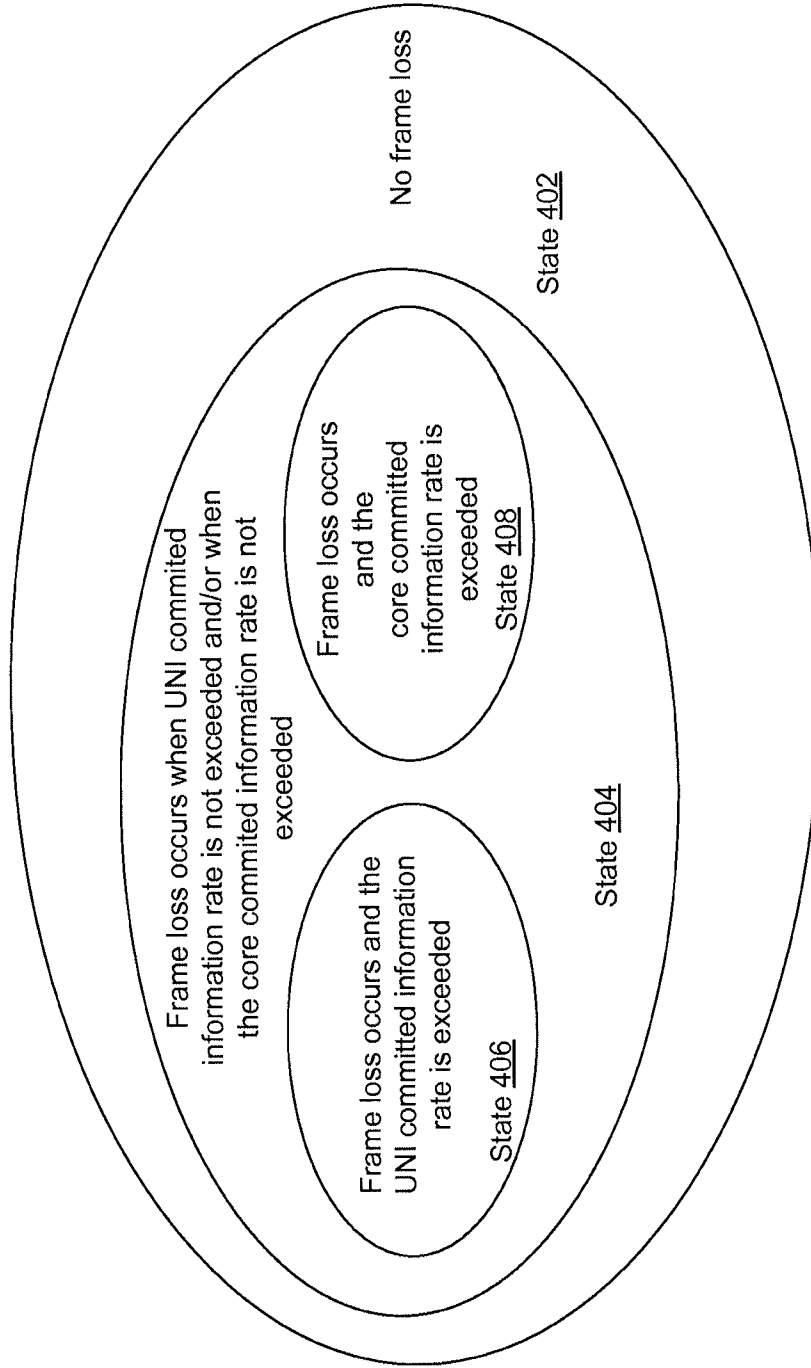 Frame loss occurs when UNI commited
information rate is not exceeded and/or when
the core commited information rate is not
exceeded
Frame loss occurs and the
UNI committed information
rate is exceeded
State 406
Frame loss occurs
and the
core committed
information rate is
exceeded
State 408
State 404
No frame loss
State 402